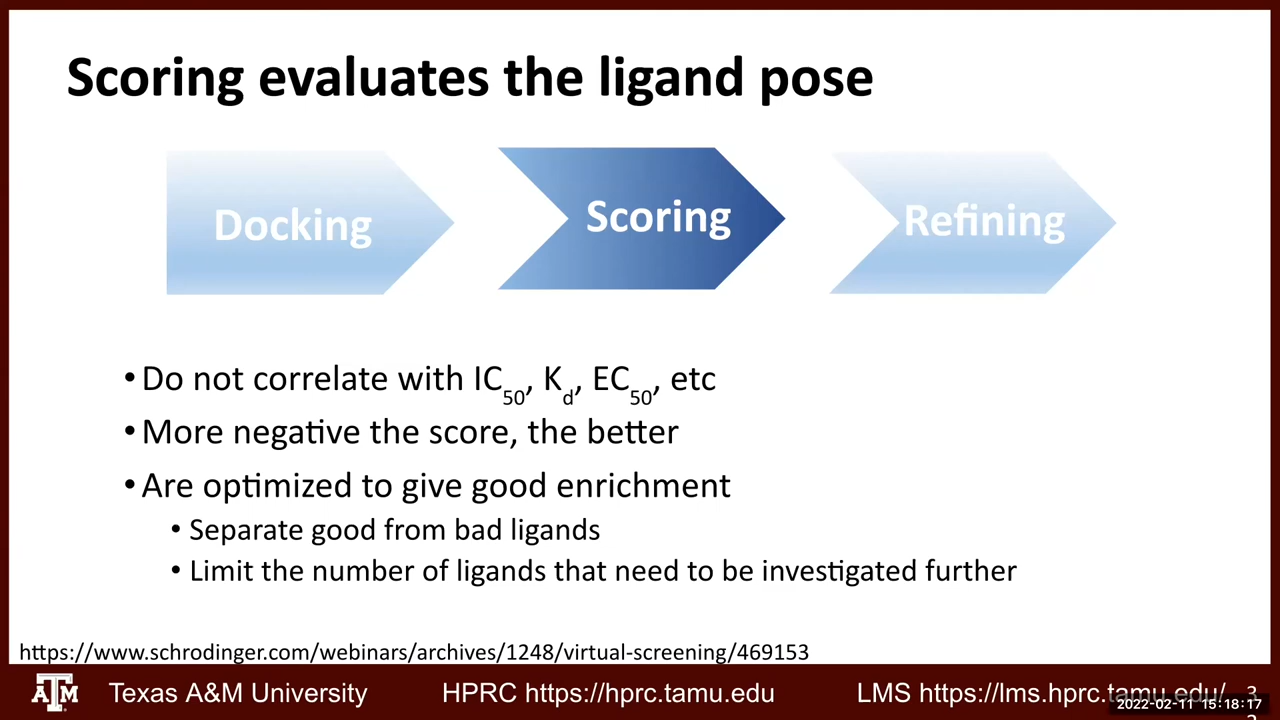 Scoring evaluates the ligand pose
Docking
Scoring
Refining
•Do not correlate with IC50, Kd, EC50, etc
•More negative the score, the better
•Are optimized to give good enrichment
• Separate good from bad ligands
• Limit the number of ligands that need to be investigated further
https://www.schrodinger.com/webinars/archives/1248/virtual-screening/469153
ATM Texas A&M University HPRC https://hprc.tamu.edu LMS https://lms.hprc.tamu.edu/ 3
2022-02-11 15:18:17